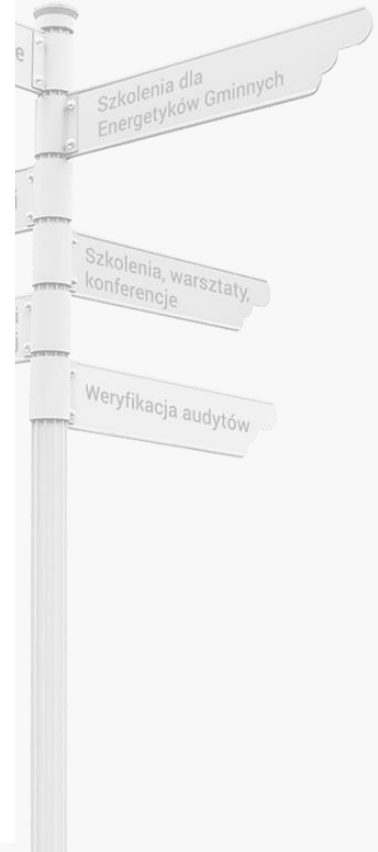 e
Szkolenia dla
Energetyków Gminnych
i
Szkolenia, warsztaty,
konferencje
i
i
Weryfikacja audytów